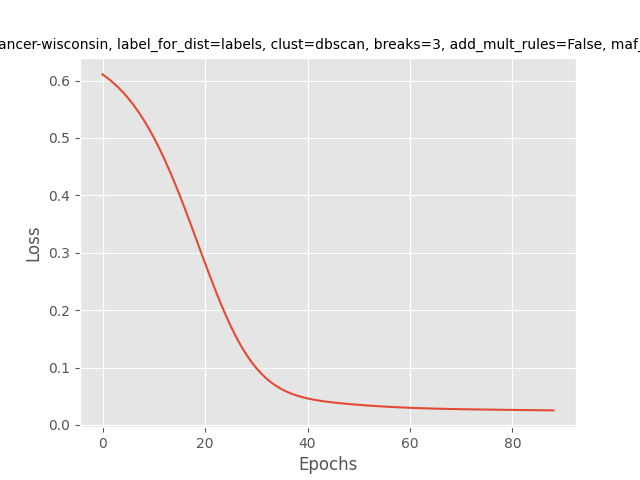 ancer-wisconsin, label_for_dist=labels, clust=dbscan, breaks=3, add_mult_rules=False, maf_
0.6
0.5
0.4
0.3
0.2
0.1
0.0
Loss
0 20 40 60 80
Epochs